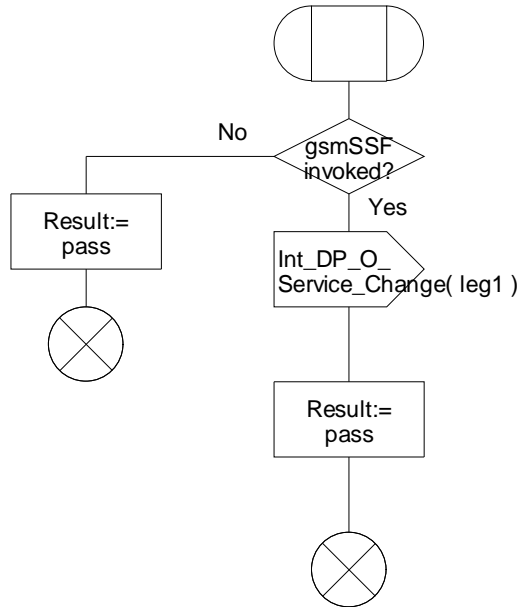 gsmSSF
invoked?
No
Yes
Result:=
pass
Int_DP_O_
Service_Change( leg1 )
Result:=
pass